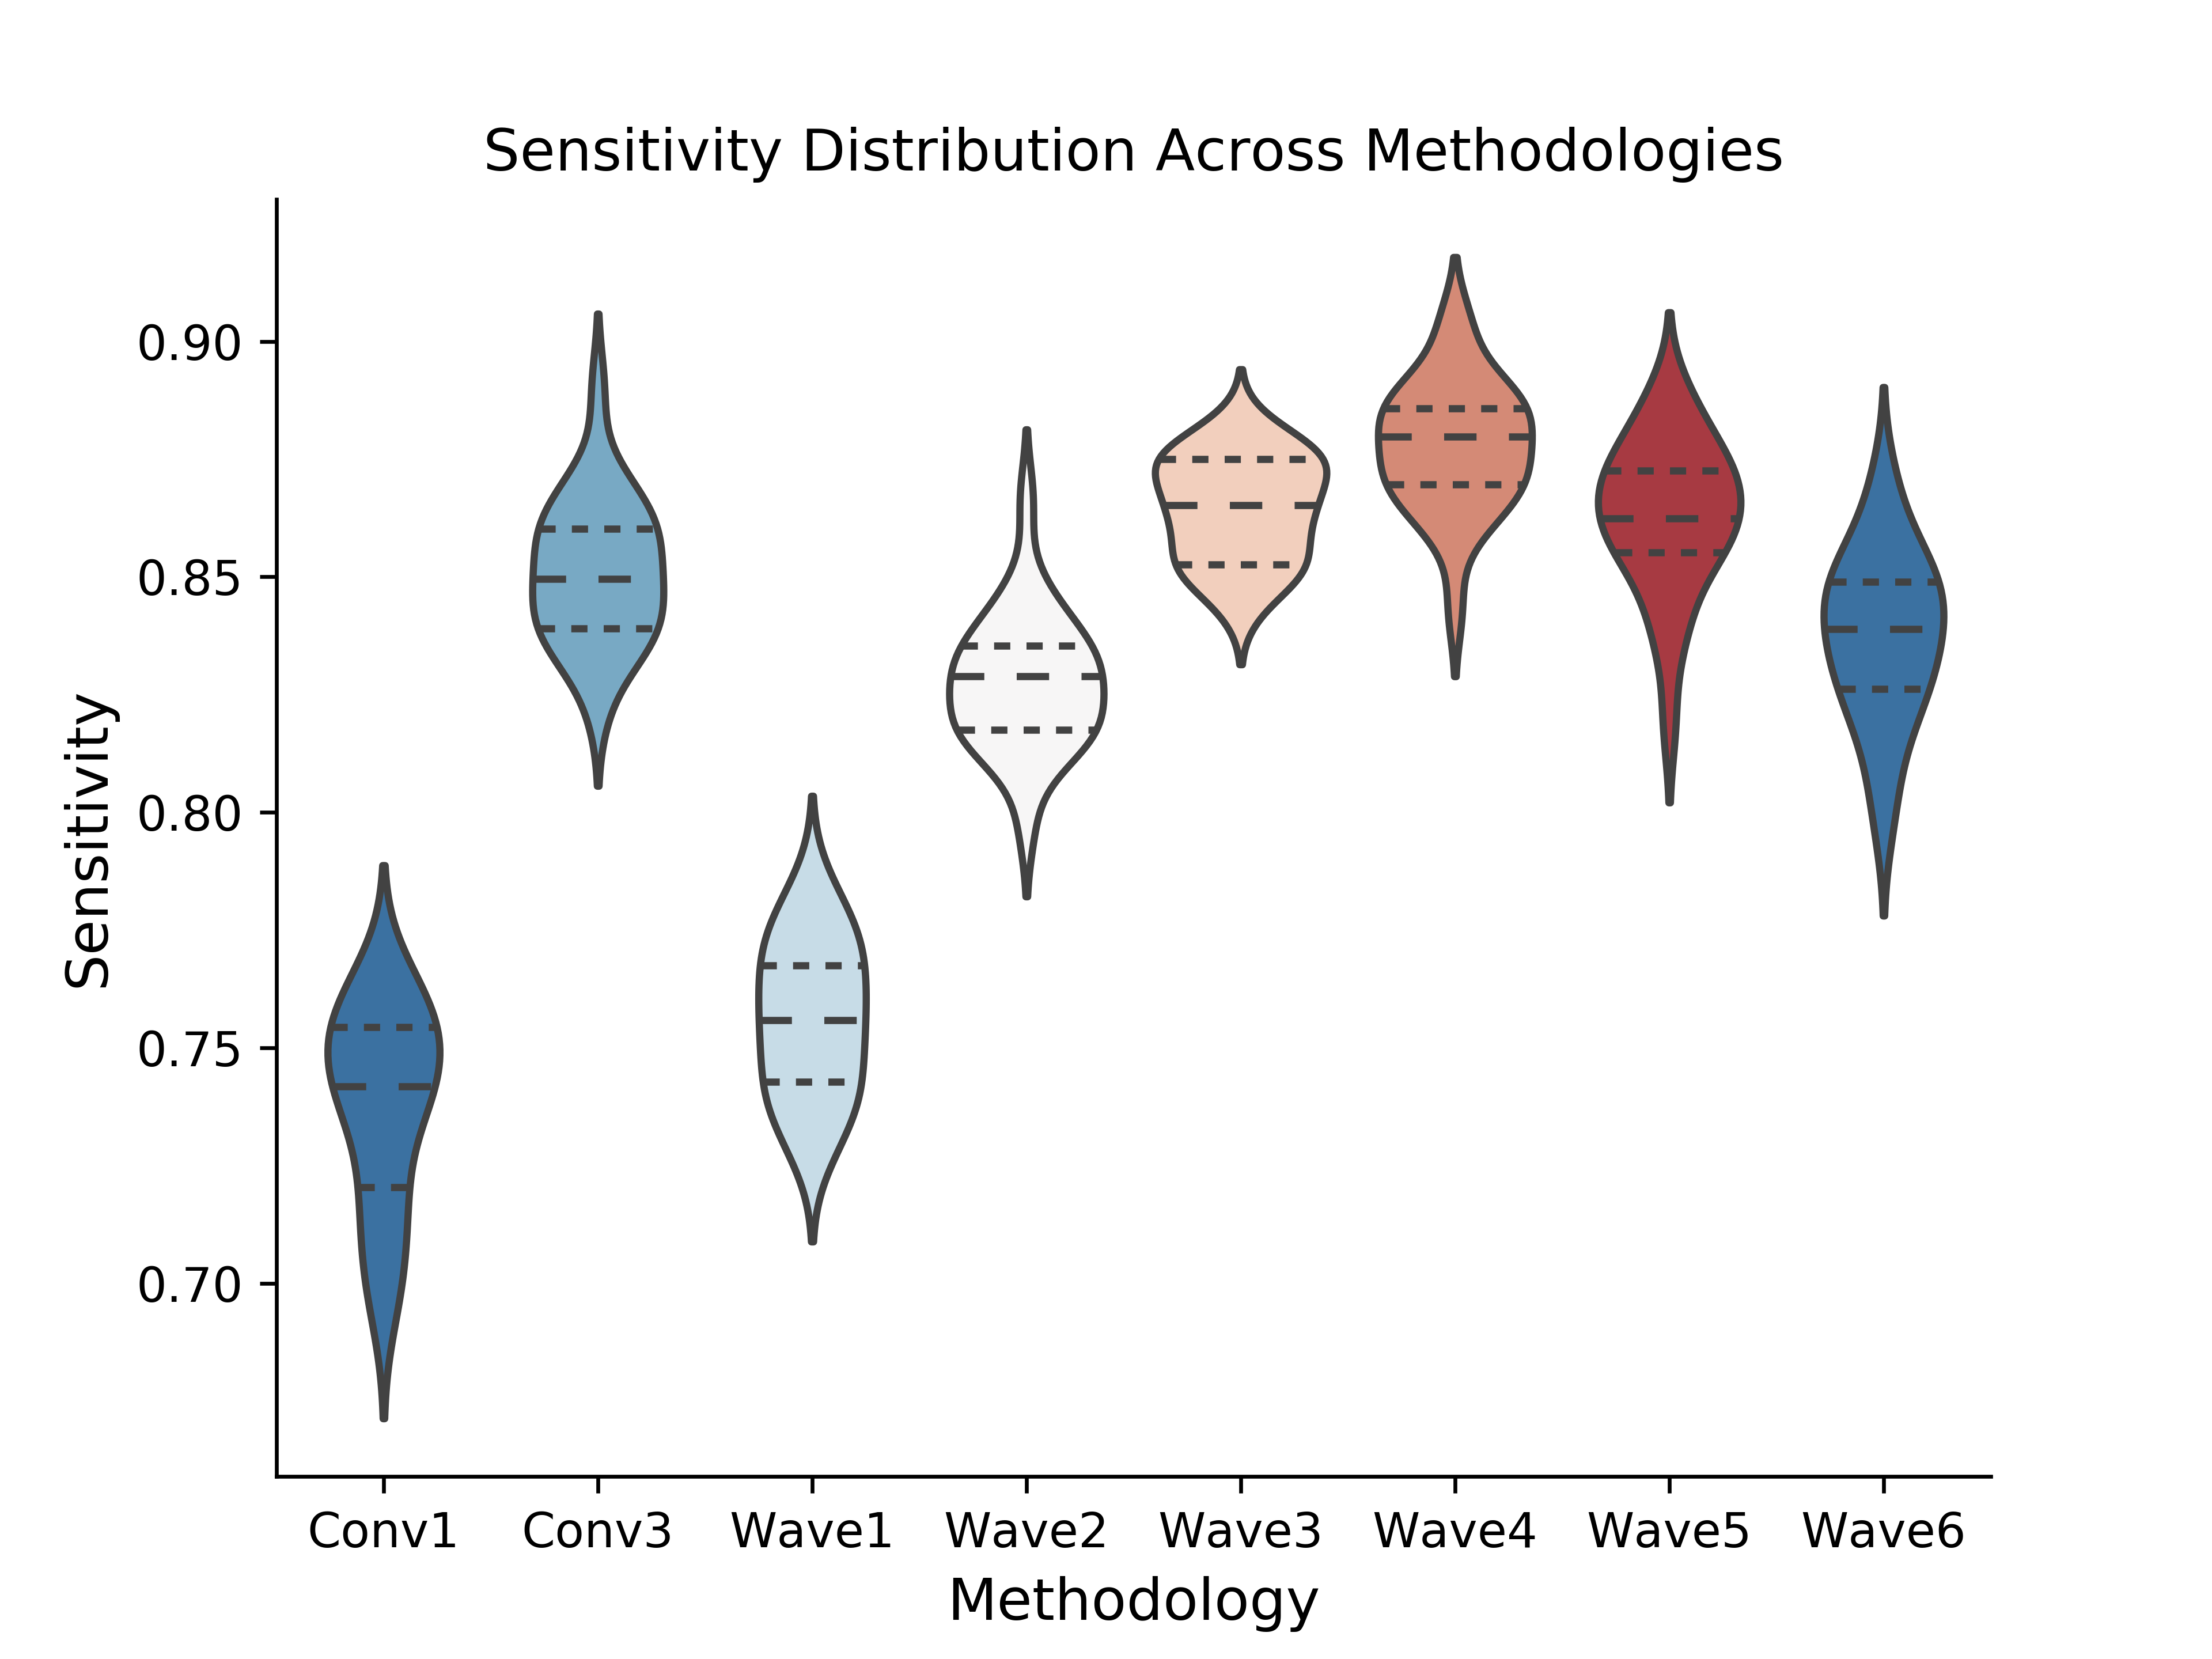 Sensitivity Distribution Across Methodologies
Sensitivity
0.90
0.85
0.80
0.75
0.70
Conv1 Conv3 Wave1 Wave2 Wave3 Wave4 Wave5 Wave6
Methodology